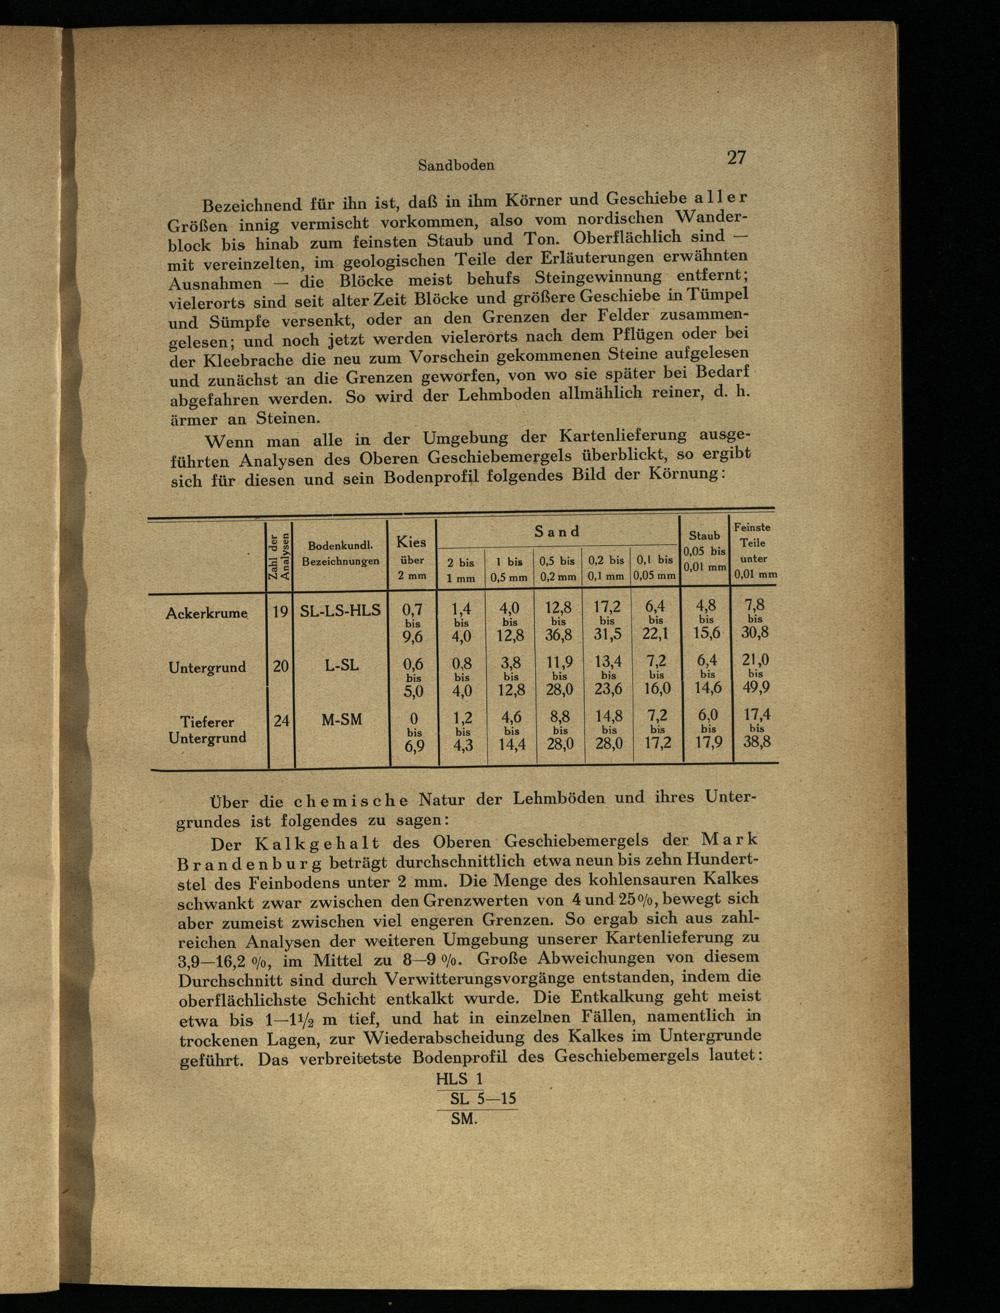 Sandboden
27
Bezeichnend für ihn ist, daß in ihm Körner und Geschiebe aller
Größen innig vermischt vorkommen, also vom nordischen Wander-
block bis hinab zum feinsten Staub und Ton. Oberflächlich sind —
mit vereinzelten, im geologischen Teile der Erläuterungen erwähnten
Ausnahmen — die Blöcke meist behufs Steingewinnung entfernt;
vielerorts sind seit alter Zeit Blöcke und größere Geschiebe in Tümpel
und Sümpfe versenkt, oder an den Grenzen der Felder zusammen-
gelesen; und noch jetzt werden vielerorts nach dem Pflügen oder bei
der Kleebrache die neu zum Vorschein gekommenen Steine aufgelesen
und zunächst an die Grenzen geworfen, von wo sie später bei Bedarf
abgefahren werden. So wird der Lehmboden allmählich reiner, d. h.
ärmer an Steinen.
Wenn man alle in der Umgebung der Kartenlieferung ausge-
führten Analysen des Oberen Geschiebemergels überblickt, so ergibt
sich für diesen und sein Bodenprofil folgendes Bild der Körnung:
Zahl der Analysen | Bodenkundl. Bezeichnungen | Kies über 2 mm | Sand | Staub 0,05 bis 0,01 mm | Feinste Teile unter 0,01 mm
2 bis 1 mm | 1 bis 0,5 mm | 0,5 bis 0,2 mm | 0,2 bis 0,1 mm | 0,1 bis 0,05 mm
Ackerkrume 19 SL-LS-HLS 0,7 1,4 4,0 12,8 17,2 6,4 4,8 7,8
bis bis bis bis bis bis bis bis
9,6 4,0 12,8 36,8 31,5 22,1 15,6 30,8
Untergrund 20 L-SL 0,6 0,8 3,8 11,9 13,4 7,2 6,4 21,0
bis bis bis bis bis bis bis bis
5,0 4,0 12,8 28,0 23,6 16,0 14,6 49,9
Tieferer 24 M-SM 0 1,2 4,6 8,8 14,8 7,2 6,0 17,4
Untergrund bis bis bis bis bis bis bis bis
6,9 4,3 14,4 28,0 28,0 17,2 17,9 38,8
Über die chemische Natur der Lehmböden und ihres Unter-
grundes ist folgendes zu sagen:
Der Kalkgehalt des Oberen Geschiebemergels der Mark
Brandenburg beträgt durchschnittlich etwa neun bis zehn Hundert-
stel des Feinbodens unter 2 mm. Die Menge des kohlensauren Kalkes
schwankt zwar zwischen den Grenzwerten von 4 und 25%, bewegt sich
aber zumeist zwischen viel engeren Grenzen. So ergab sich aus zahl-
reichen Analysen der weiteren Umgebung unserer Kartenlieferung zu
3,9—16,2 %, im Mittel zu 8—9 %. Große Abweichungen von diesem
Durchschnitt sind durch Verwitterungsvorgänge entstanden, indem die
oberflächlichste Schicht entkalkt wurde. Die Entkalkung geht meist
etwa bis 1—1½ m tief, und hat in einzelnen Fällen, namentlich in
trockenen Lagen, zur Wiederabscheidung des Kalkes im Untergrunde
geführt. Das verbreitetste Bodenprofil des Geschiebemergels lautet:
HLS 1
SL 5—15
SM.